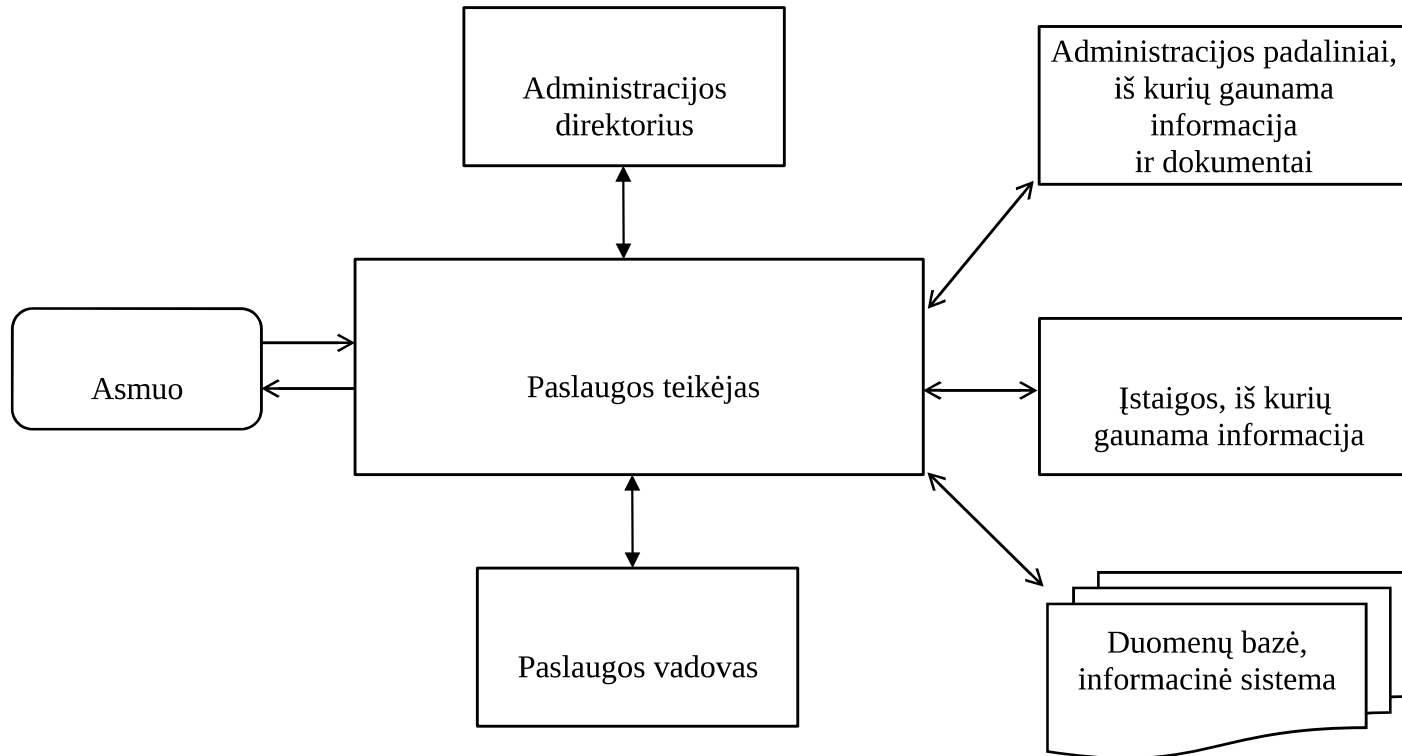 Administracijos
direktorius
Administracijos padaliniai,
iš kurių gaunama
informacija
ir dokumentai
Asmuo
Paslaugos teikėjas
Įstaigos, iš kurių
gaunama informacija
Paslaugos vadovas
Duomenų bazė,
informacinė sistema